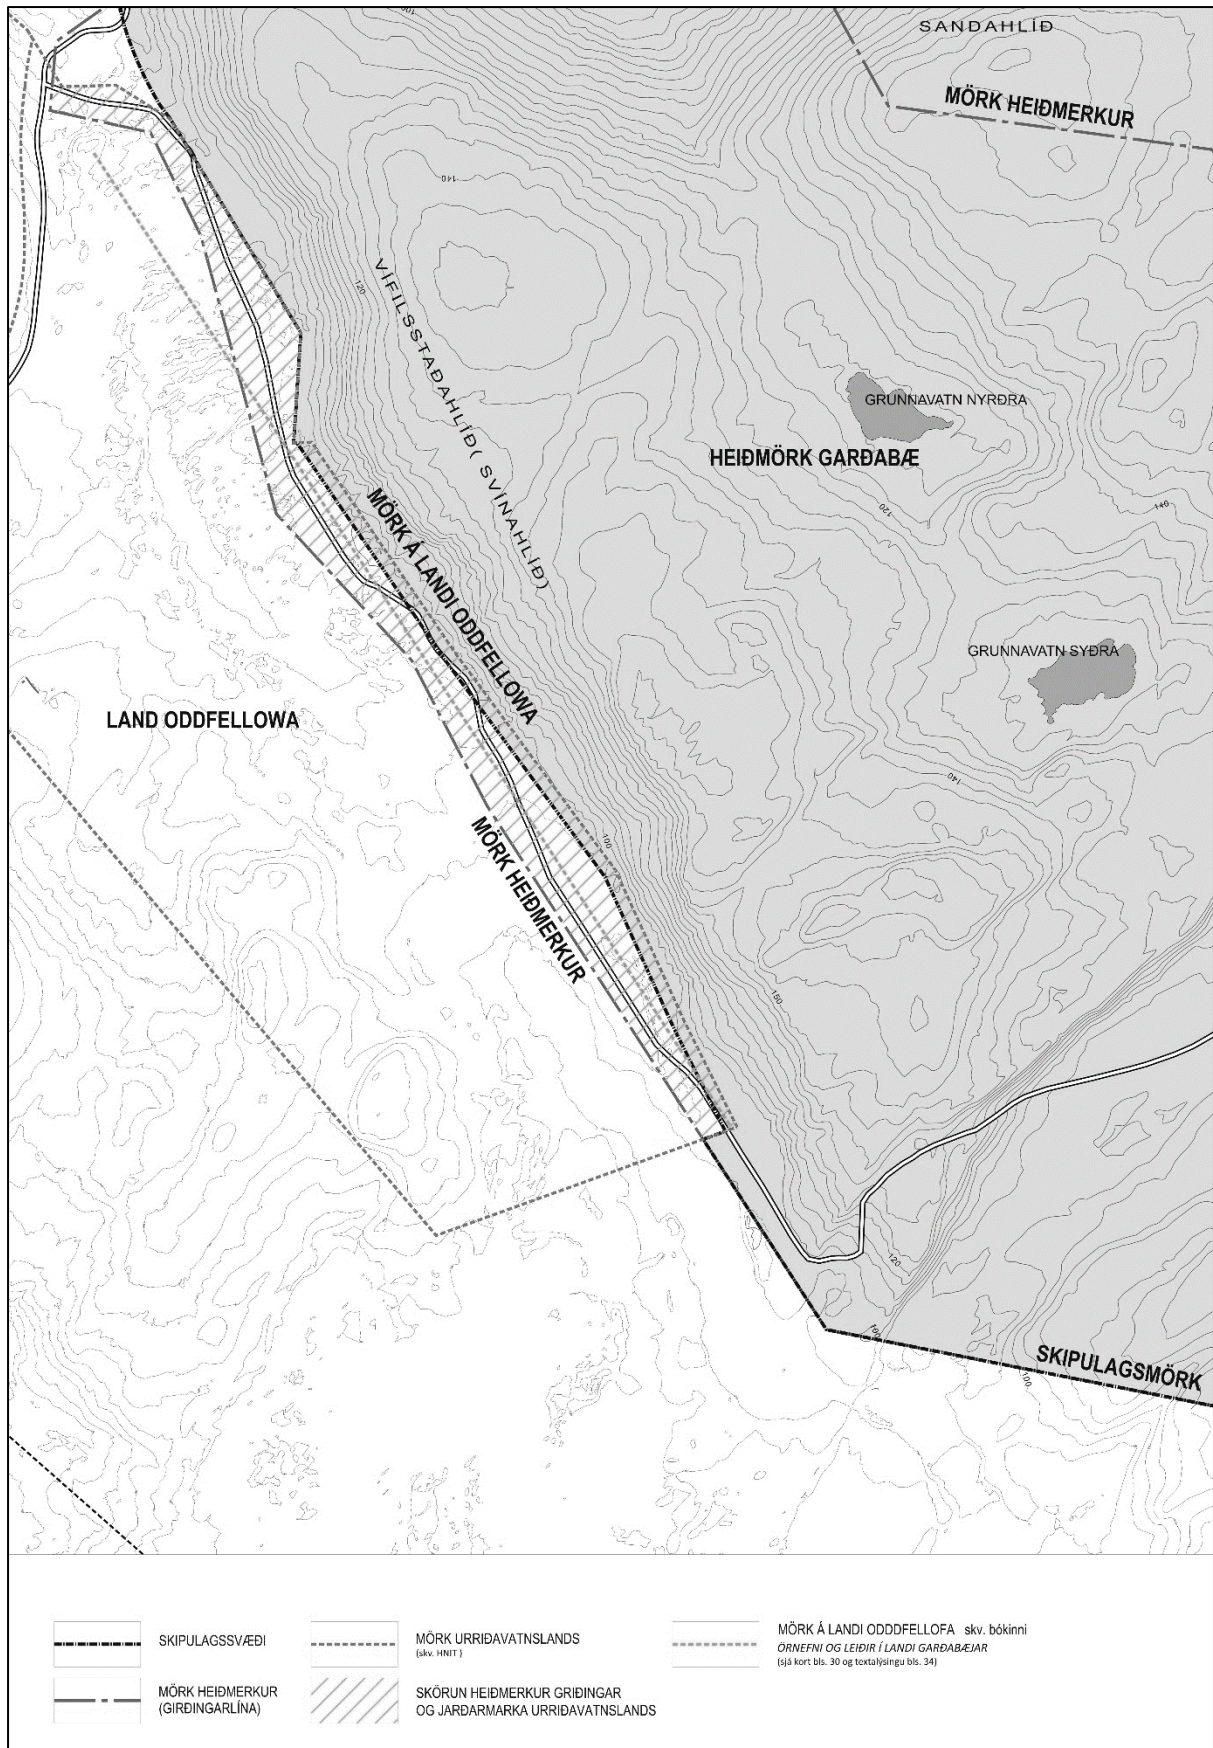 100
SANDAHLÍÐ
MÖRK HEIÐMERKUR
140
VÍFILSSTAÐAHLÍÐ( SVÍNAHLÍÐ)
120
GRUNNAVATN NYRÐRA
HEIÐMÖRK GARÐABÆ
120
140
MÖRK Á LANDI ODDFELLOWA
GRUNNAVATN SYÐRA
LAND ODDFELLOWA
140
100
MÖRK HEIÐMERKUR
150
120
100
SKIPULAGSMÖRK
100
SKIPULAGSSVÆÐI
MÖRK HEIÐMERKUR
(GIRÐINGARLÍNA)
MÖRK URRIÐAVATNSLANDS
(skv. HNIT )
SKÖRUN HEIÐMERKUR GRIÐINGAR
OG JARÐARMARKA URRIÐAVATNSLANDS
MÖRK Á LANDI ODDDFELLOFA skv. bókinni
ÖRNEFNI OG LEIÐIR Í LANDI GARÐABÆJAR
(sjá kort bls. 30 og textalýsingu bls. 34)